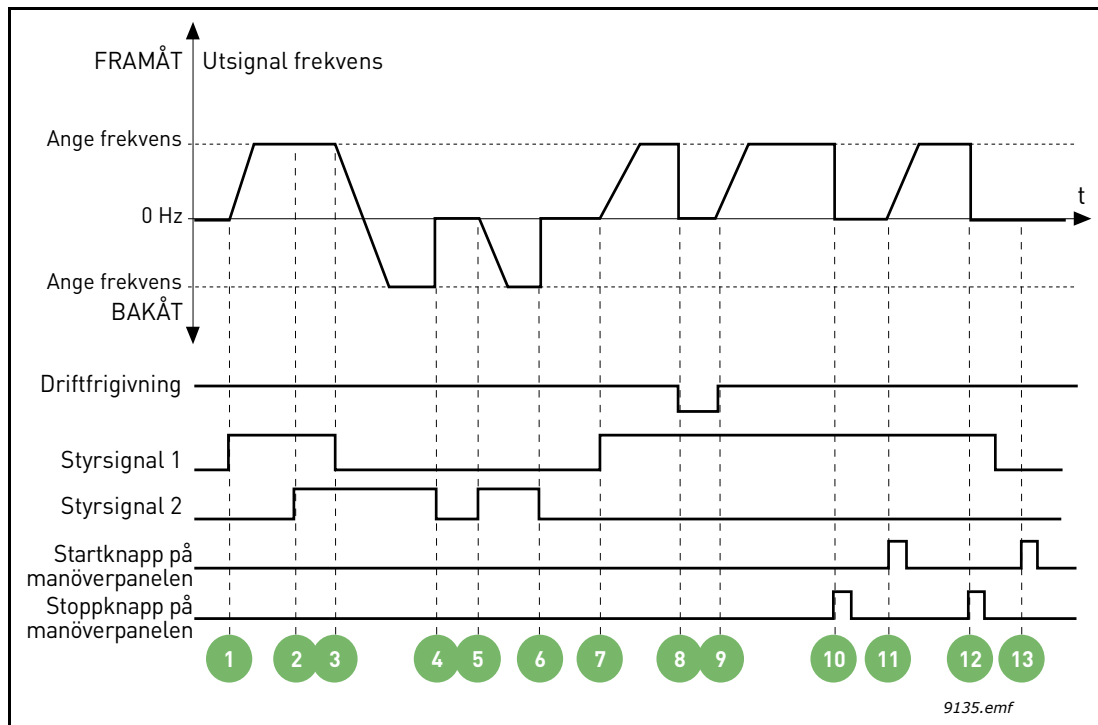 FRAMÅT
Utsignal frekvens
Ange frekvens
0 Hz
t
Ange frekvens
BAKÅT
Driftfrigivning
Styrsignal 1
Styrsignal 2
Startknapp på
manöverpanelen
Stoppknapp på
manöverpanelen
1 2 3 4 5 6 7 8 9 10 11 12 13
9135.emf